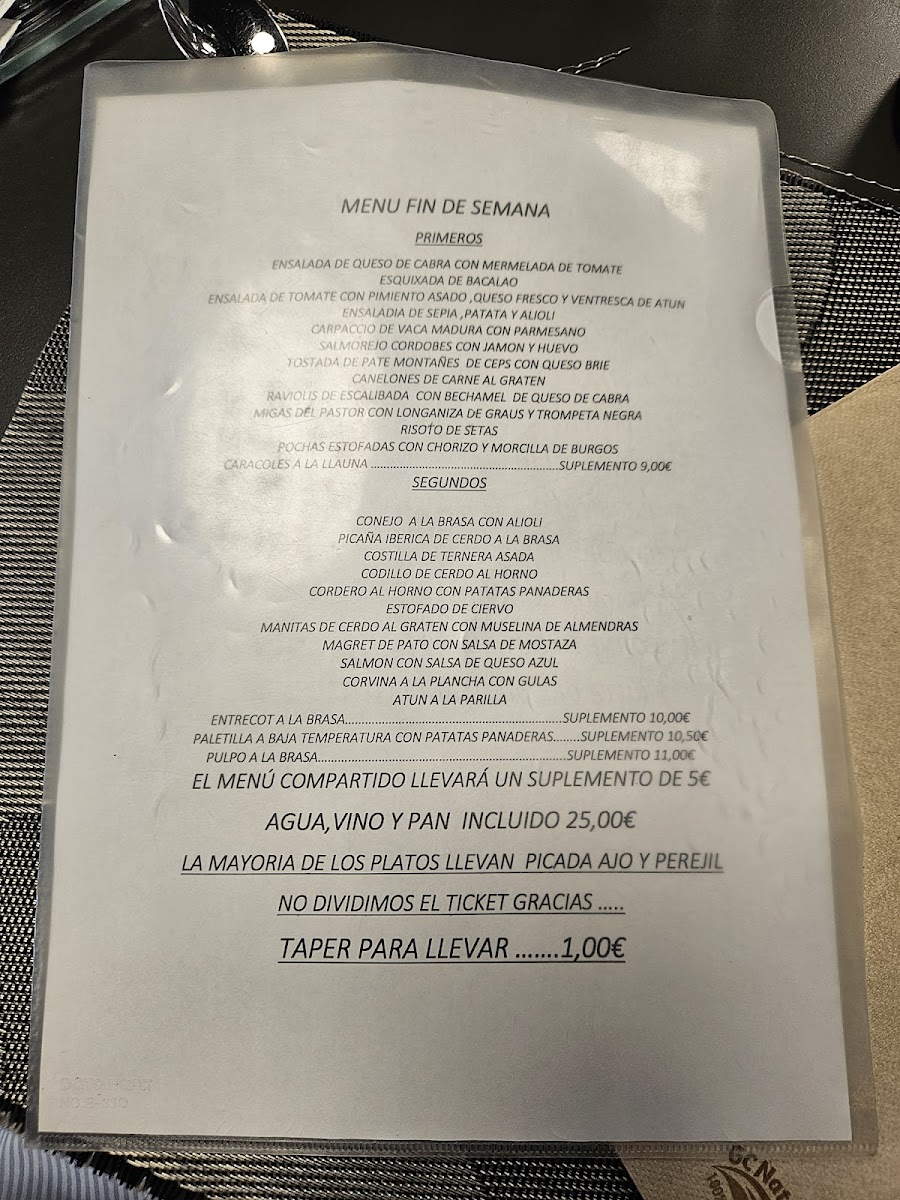 MENU FIN DE SEMANA
PRIMEROS
ENSALADA DE QUESO DE CABRA CON MERMELADA DE TOMATE
ESQUIXADA DE BACALAO
ENSALADA DE TOMATE CON PIMIENTO ASADO ,QUESO FRESCO Y VENTRESCA DE ATUN
ENSALADIA DE SEPIA ,PATATA Y ALIOLI
CARPACCIO DE VACA MADURA CON PARMESANO
SALMOREJO CORDOBES CON JAMON Y HUEVO
TOSTADA DE PATE MONTAÑES DE CEPS CON QUESO BRIE
CANELONES DE CARNE AL GRATEN
RAVIOLIS DE ESCALIBADA CON BECHAMEL DE QUESO DE CABRA
MIGAS DEL PASTOR CON LONGANIZA DE GRAUS Y TROMPETA NEGRA
RISOTO DE SETAS
POCHAS ESTOFADAS CON CHORIZO Y MORCILLA DE BURGOS
CARACOLES A LA LLAUNA ............................................................SUPLEMENTO 9,00€
SEGUNDOS
CONEJO A LA BRASA CON ALIOLI
PICAÑA IBERICA DE CERDO A LA BRASA
COSTILLA DE TERNERA ASADA
CODILLO DE CERDO AL HORNO
CORDERO AL HORNO CON PATATAS PANADERAS
ESTOFADO DE CIERVO
MANITAS DE CERDO AL GRATEN CON MUSELINA DE ALMENDRAS
MAGRET DE PATO CON SALSA DE MOSTAZA
SALMON CON SALSA DE QUESO AZUL
CORVINA A LA PLANCHA CON GULAS
ATUN A LA PARILLA
ENTRECOT A LA BRASA.....................................................................SUPLEMENTO 10,00€
PALETILLA A BAJA TEMPERATURA CON PATATAS PANADERAS........SUPLEMENTO 10,50€
PULPO A LA BRASA...............................................................................SUPLEMENTO 11,00€
EL MENÚ COMPARTIDO LLEVARÁ UN SUPLEMENTO DE 5€
AGUA,VINO Y PAN INCLUIDO 25,00€
LA MAYORIA DE LOS PLATOS LLEVAN PICADA AJO Y PEREJIL
NO DIVIDIMOS EL TICKET GRACIAS .....
TAPER PARA LLEVAR .......1,00€